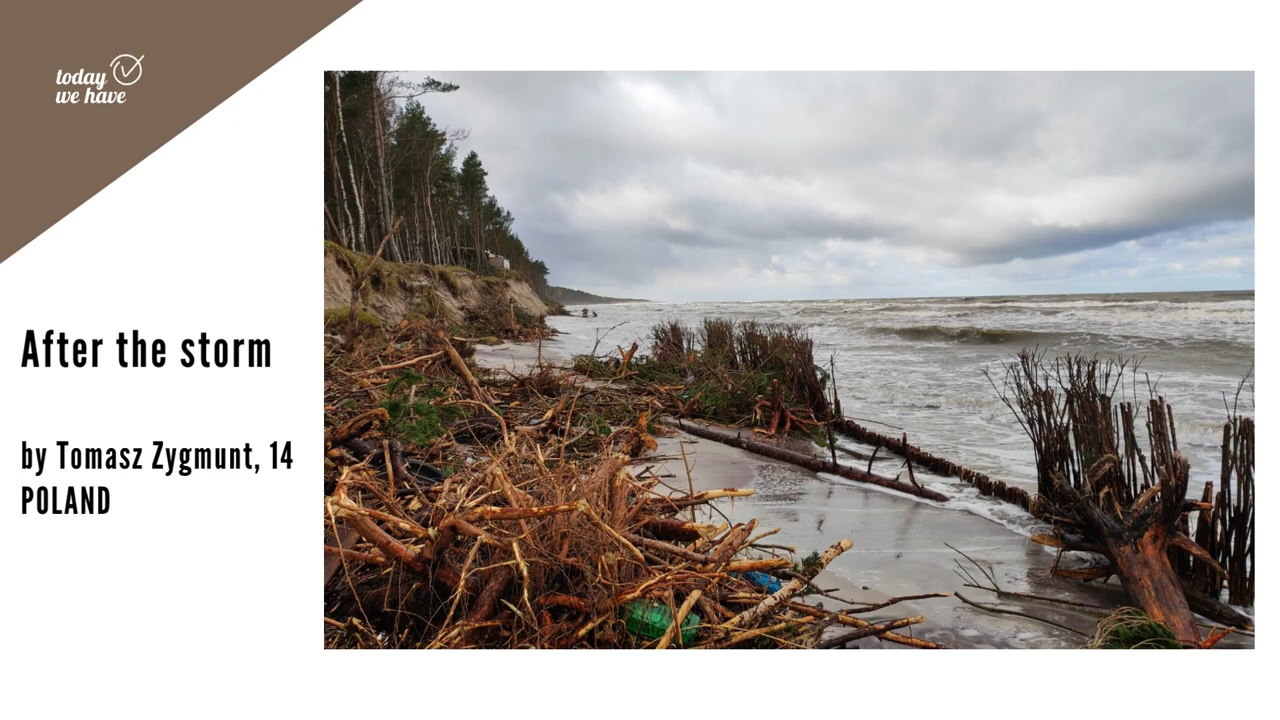 today
we have
After the storm
by Tomasz Zygmunt, 14
POLAND